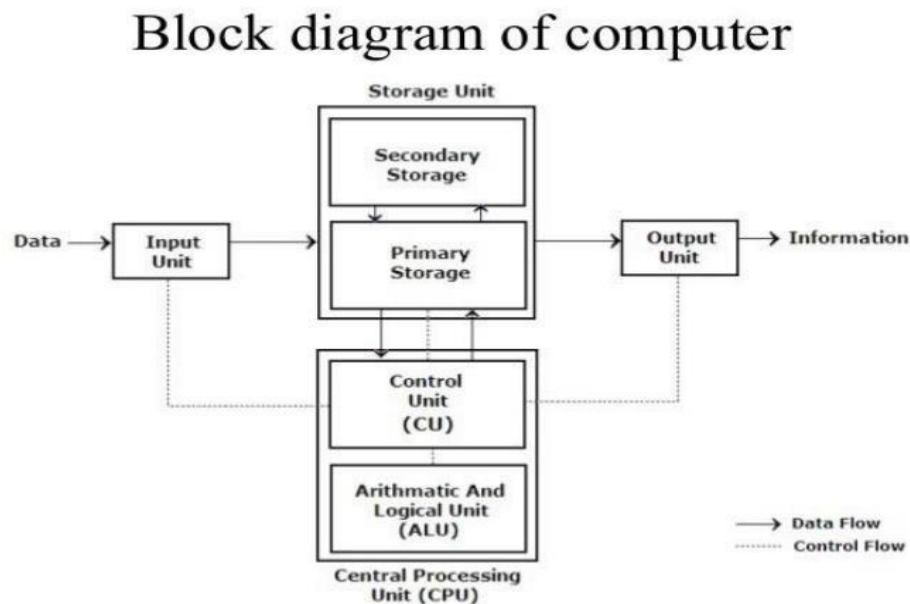 Block diagram of computer
Storage Unit
Secondary
Storage
Data
Input
Unit
Primary
Storage
Output
Unit
Information
Control
Unit
(CU)
Arithmatic And
Logical Unit
(ALU)
Data Flow
Control Flow
Central Processing
Unit (CPU)